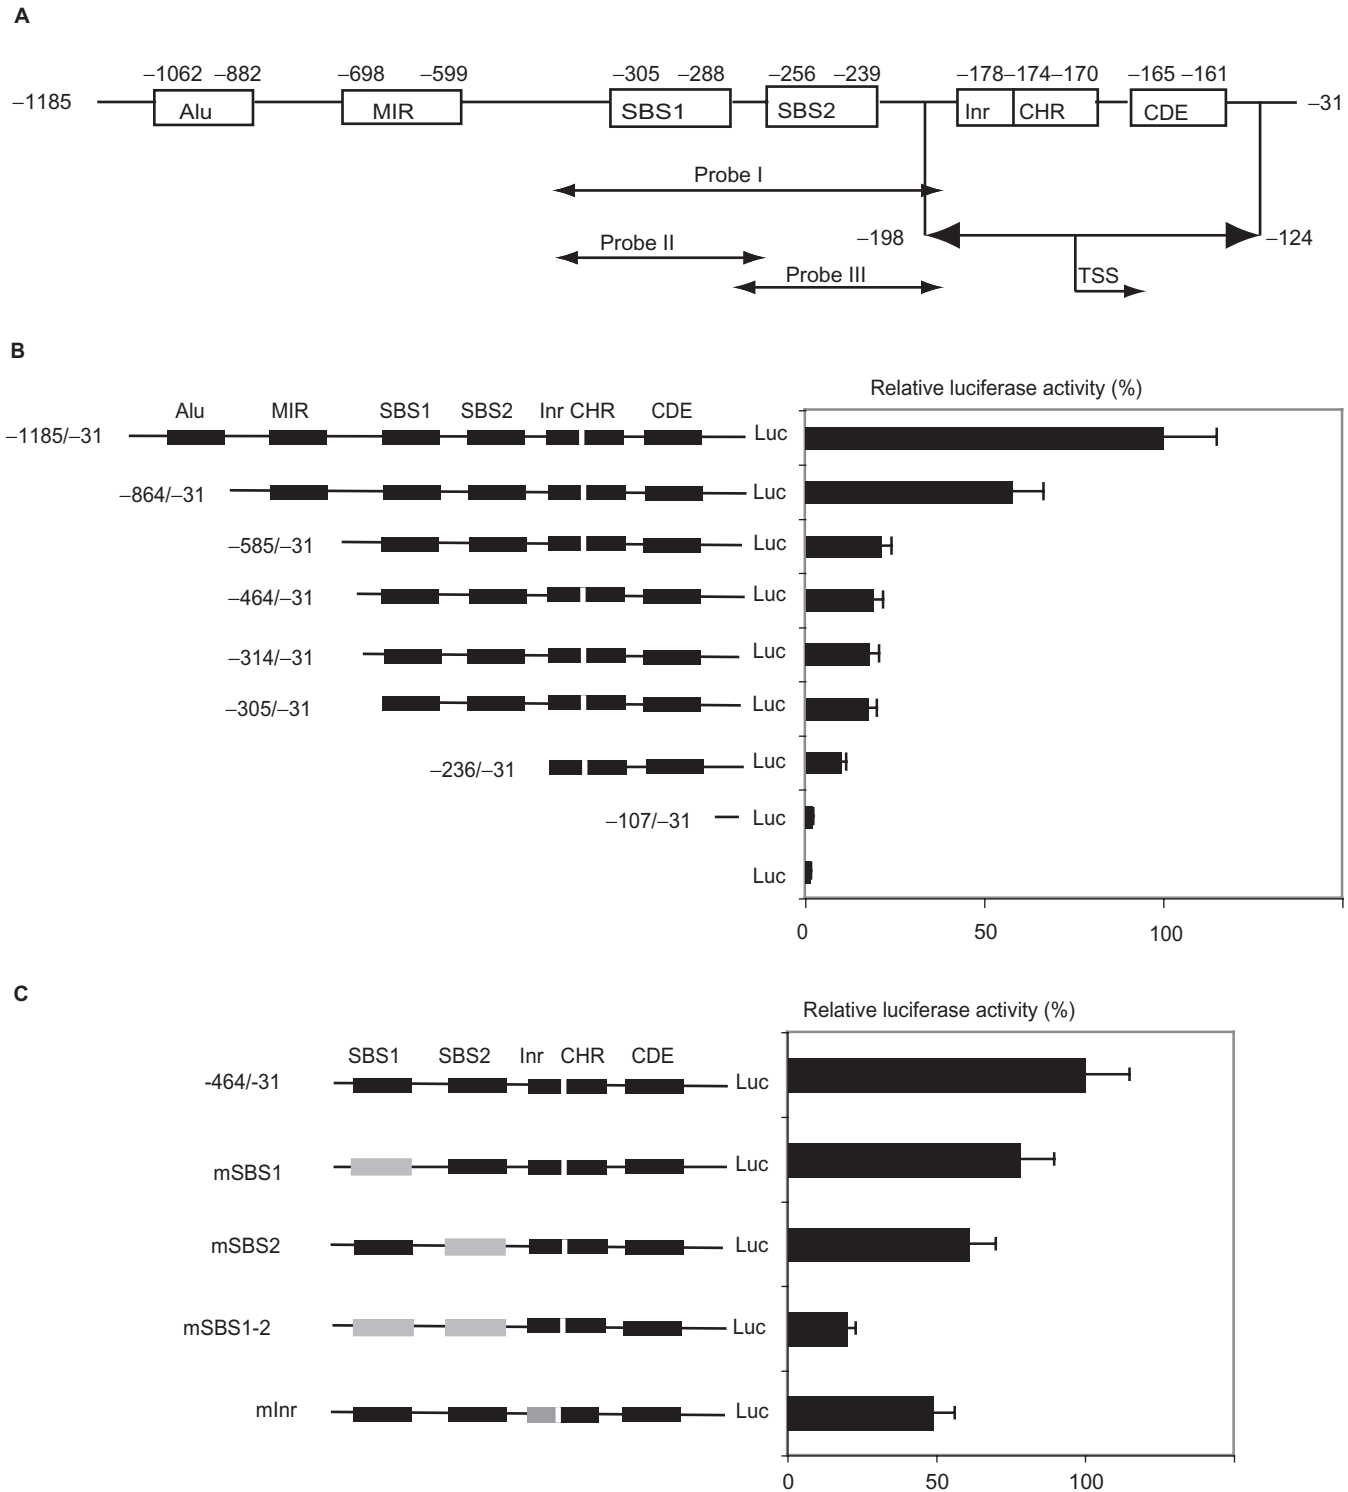 A
−1062 −882 −698 −599 −305 −288 −256 −239 −178 −174 −170 −165 −161
−1185 Alu MIR SBS1 SBS2 Inr CHR CDE −31
Probe I
−198 −124
Probe II
Probe III TSS
B
Relative luciferase activity (%)
Alu MIR SBS1 SBS2 Inr CHR CDE
−1185/−31 Luc
−864/−31 Luc
−585/−31 Luc
−464/−31 Luc
−314/−31 Luc
−305/−31 Luc
−236/−31 Luc
−107/−31 Luc
Luc
0 50 100
C
Relative luciferase activity (%)
SBS1 SBS2 Inr CHR CDE
-464/-31 Luc
mSBS1 Luc
mSBS2 Luc
mSBS1-2 Luc
mInr Luc
0 50 100